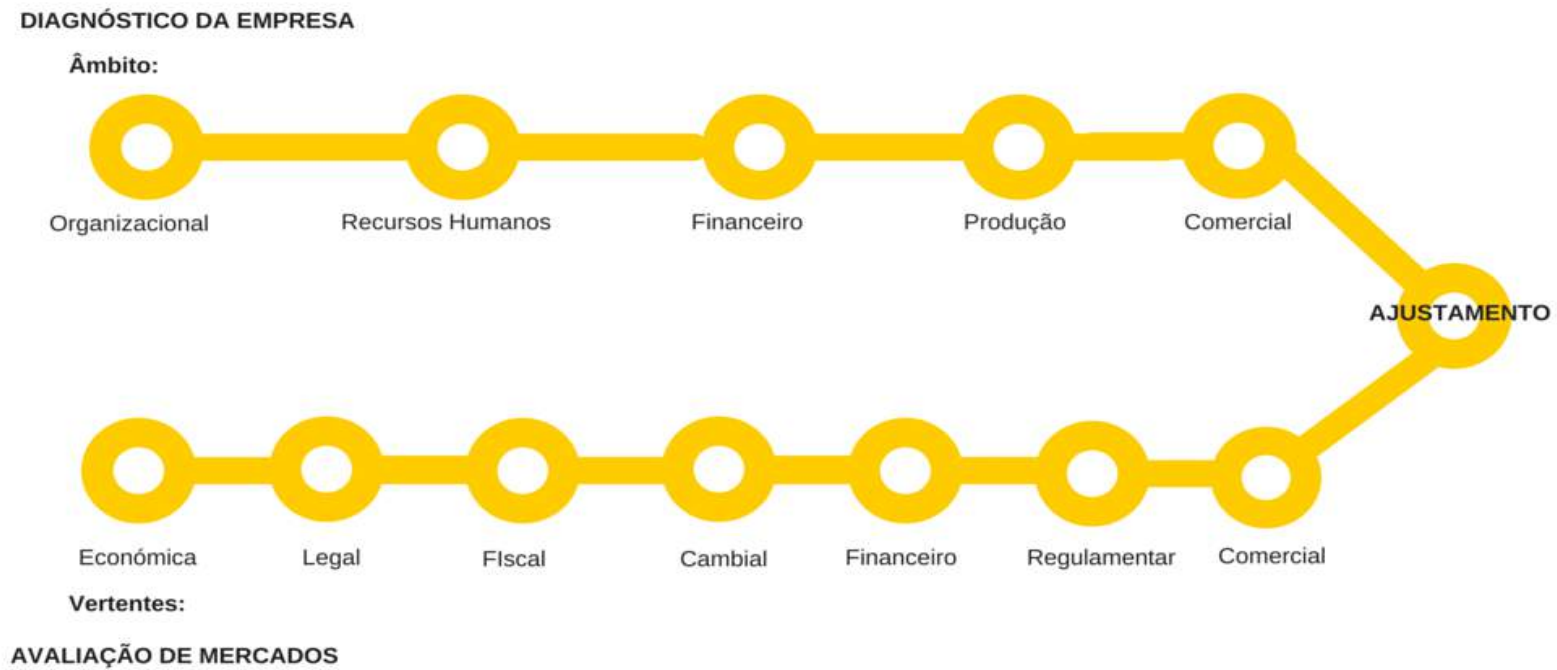 DIAGNÓSTICO DA EMPRESA
Âmbito:
Organizacional
Recursos Humanos
Financeiro
Produção
Comercial
AJUSTAMENTO
Económica
Legal
FIscal
Cambial
Financeiro
Regulamentar
Comercial
Vertentes:
AVALIAÇÃO DE MERCADOS